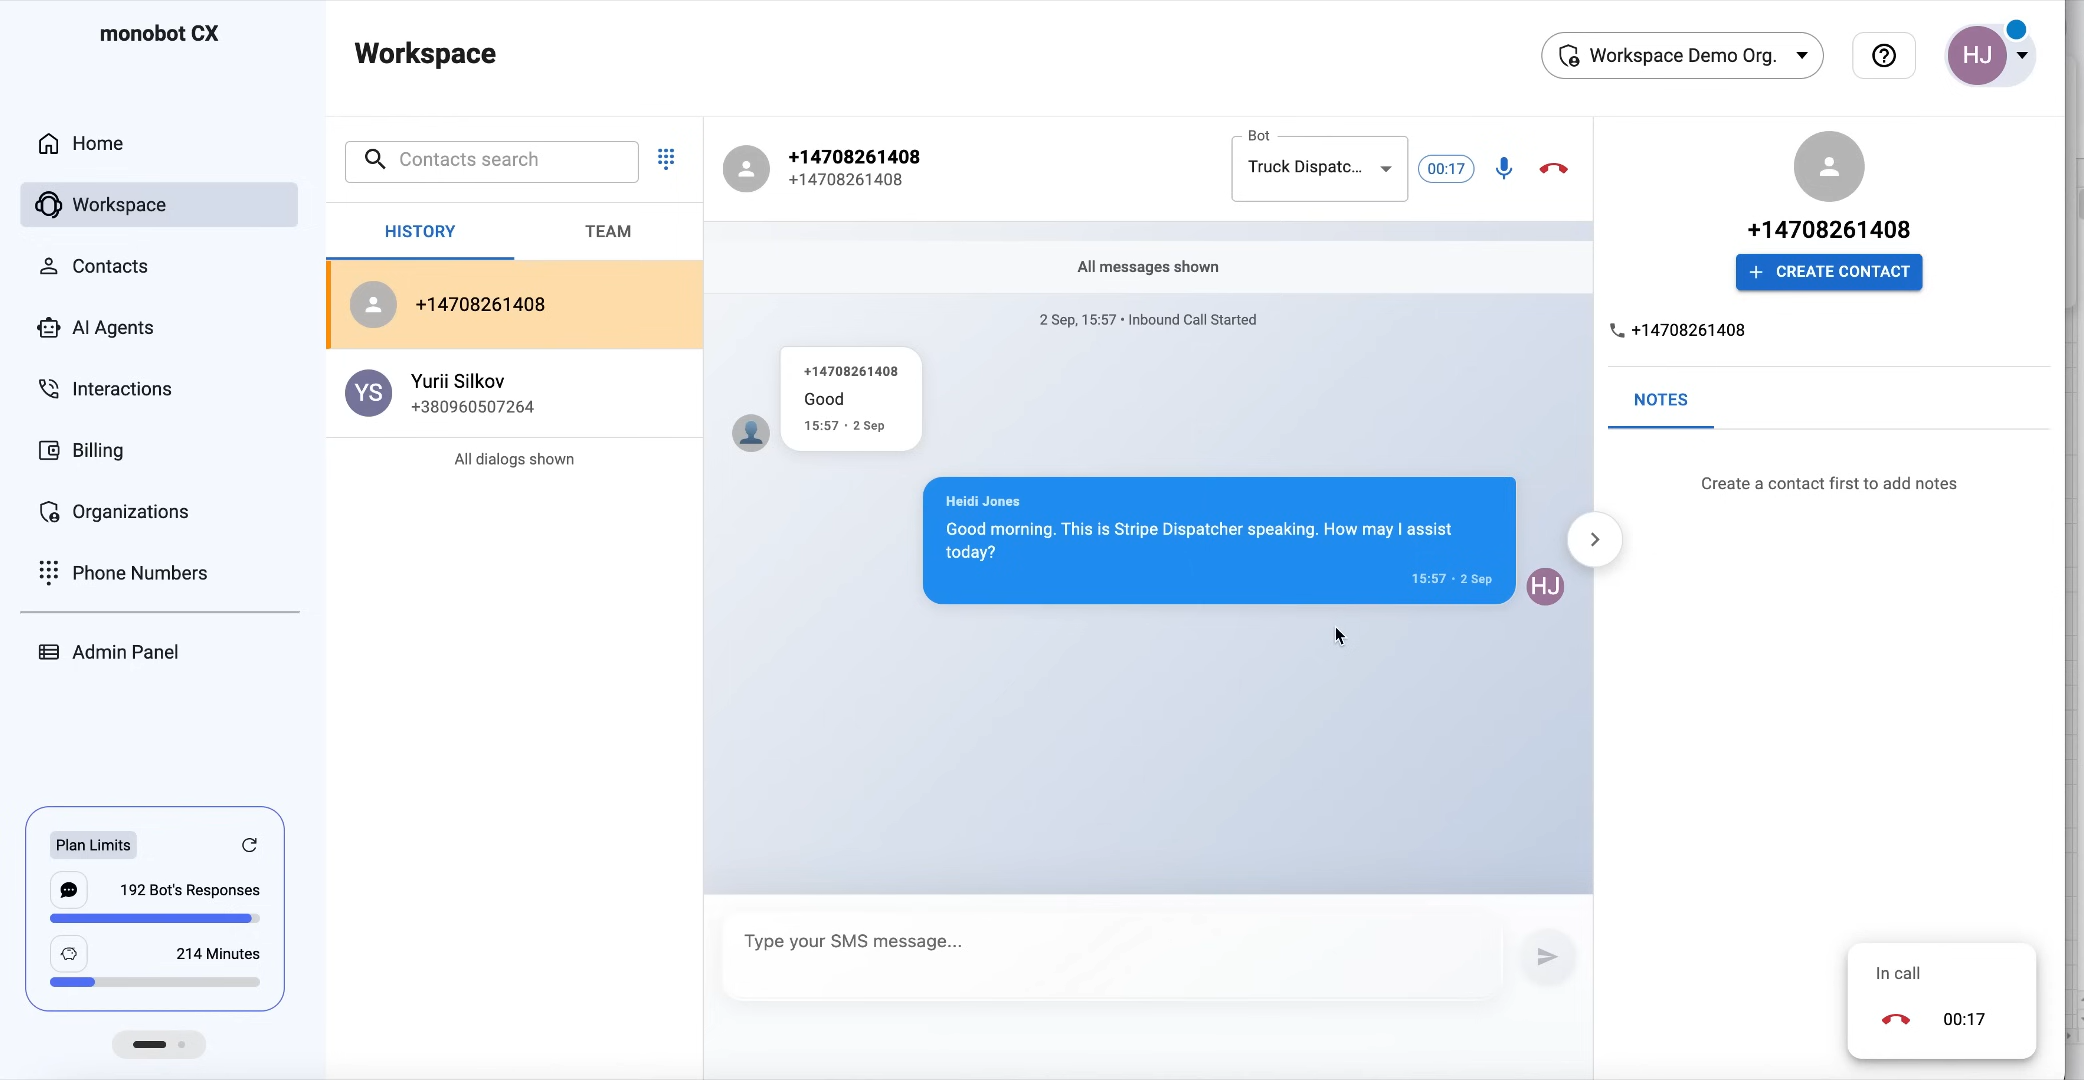 monobot CX
Home
Workspace
Contacts
AI Agents
Interactions
Billing
Organizations
Phone Numbers
Admin Panel
Plan Limits
192 Bot's Responses
214 Minutes
Workspace
Workspace Demo Org.
HJ
Contacts search
HISTORY
TEAM
+14708261408
YS
Yurii Silkov
+380960507264
All dialogs shown
+14708261408
+14708261408
Bot
Truck Dispatc...
00:17
All messages shown
2 Sep, 15:57 • Inbound Call Started
+14708261408
Good
15:57 · 2 Sep
Heidi Jones
Good morning. This is Stripe Dispatcher speaking. How may I assist
today?
15:57 · 2 Sep
HJ
Type your SMS message...
+14708261408
+ CREATE CONTACT
+14708261408
NOTES
Create a contact first to add notes
In call
00:17